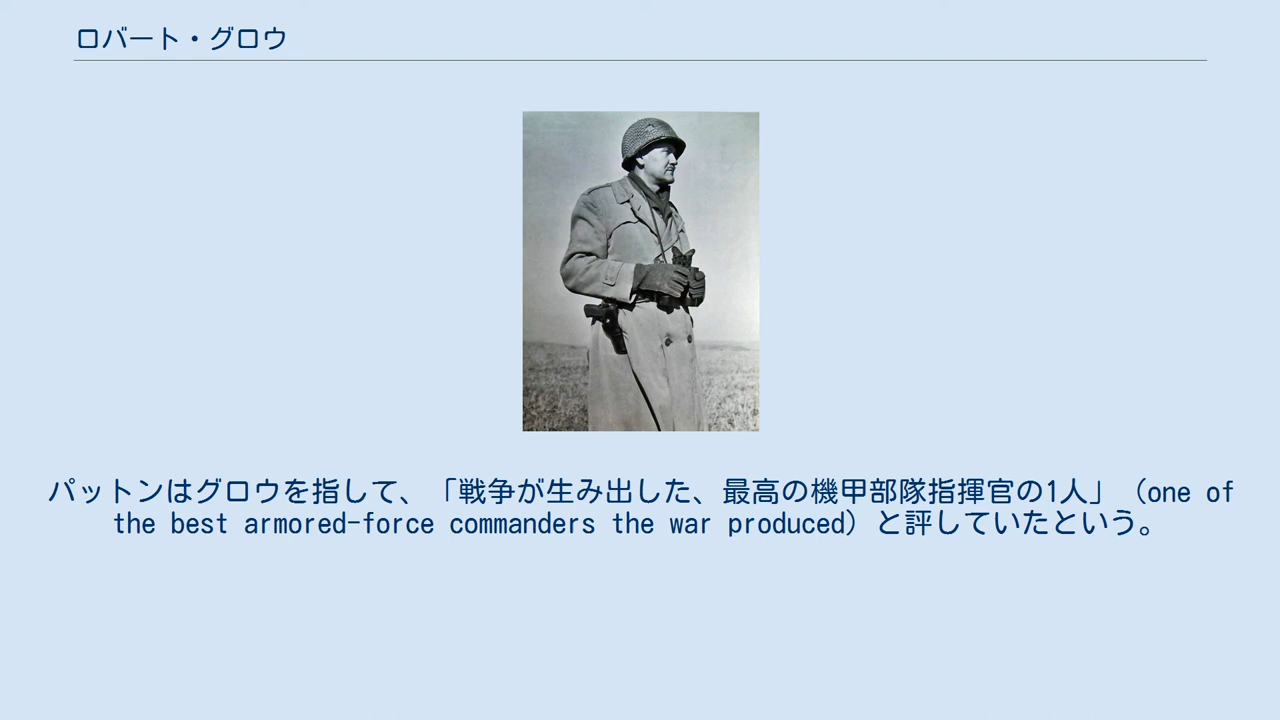 ロバート・グロウ
パットンはグロウを指して、「戦争が生み出した、最高の機甲部隊指揮官の1人」（one of
the best armored-force commanders the war produced）と評していたという。